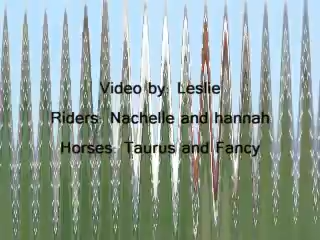 Video by: Leslie
Riders: Nachelle and hannah
Horses: Taurus and Fancy